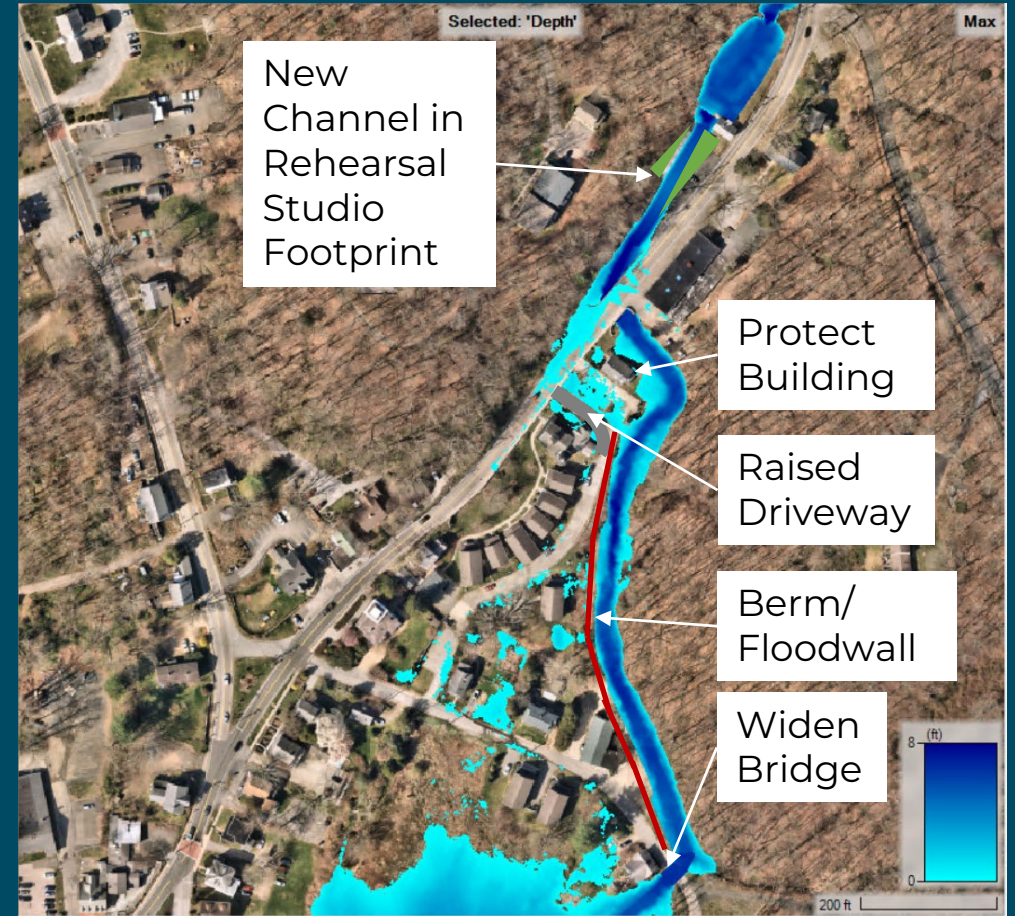 Selected: 'Depth'
Max
New
Channel in
Rehearsal
Studio
Footprint
Protect
Building
Raised
Driveway
Berm/
Floodwall
Widen
Bridge
(ft)
8
0
200 ft